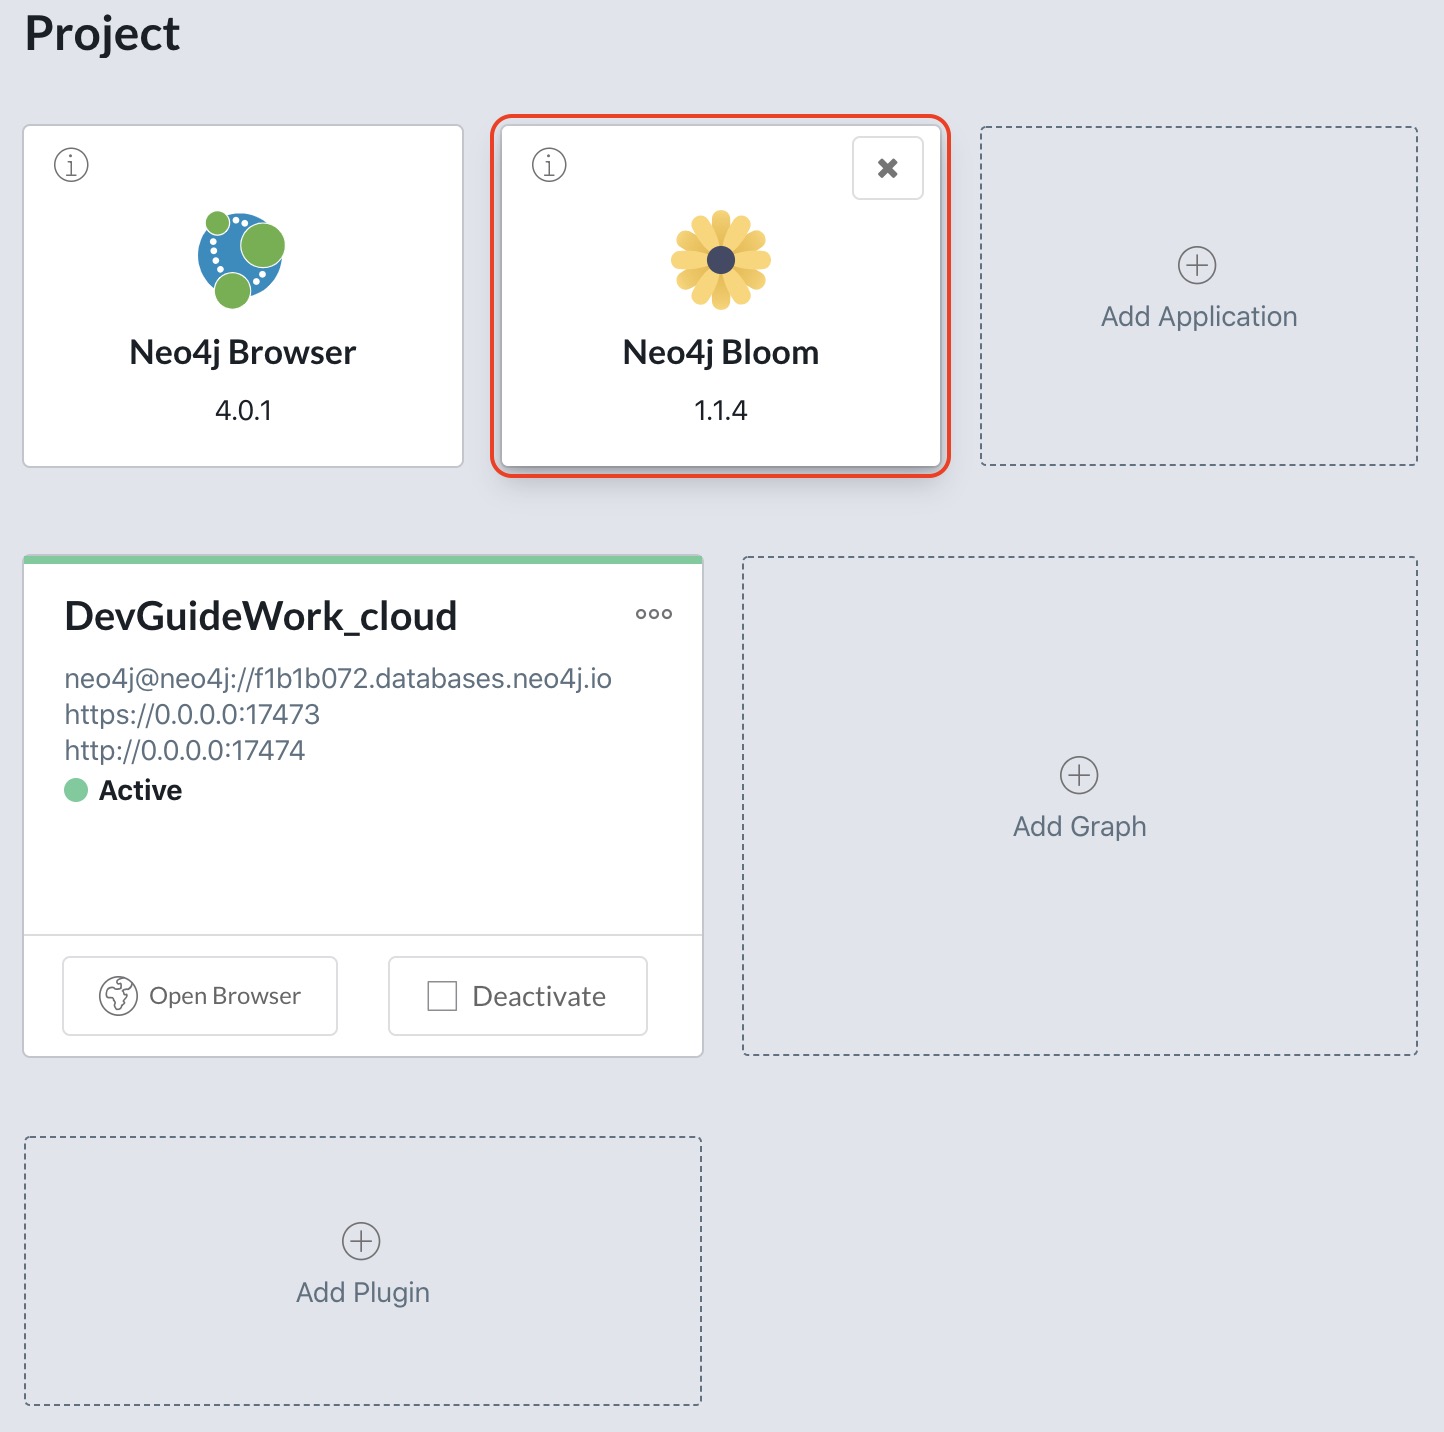 Project
Neo4j Browser
4.0.1
Neo4j Bloom
1.1.4
Add Application
DevGuideWork_cloud
neo4j@neo4j://f1b1b072.databases.neo4j.io
https://0.0.0.0:17473
http://0.0.0.0:17474
Active
Open Browser
Deactivate
Add Graph
Add Plugin